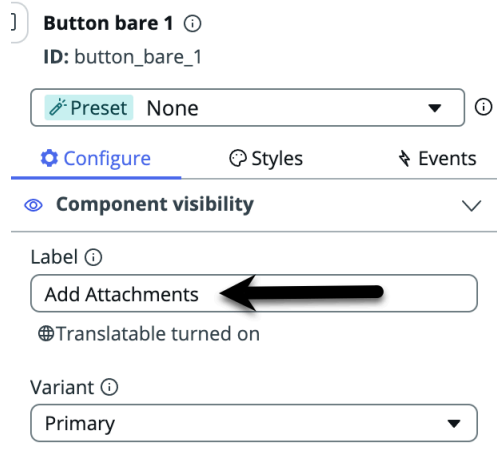 Button bare 1
ID: button_bare_1
Preset None
Configure Styles Events
Component visibility
Label
Add Attachments
Translatable turned on
Variant
Primary